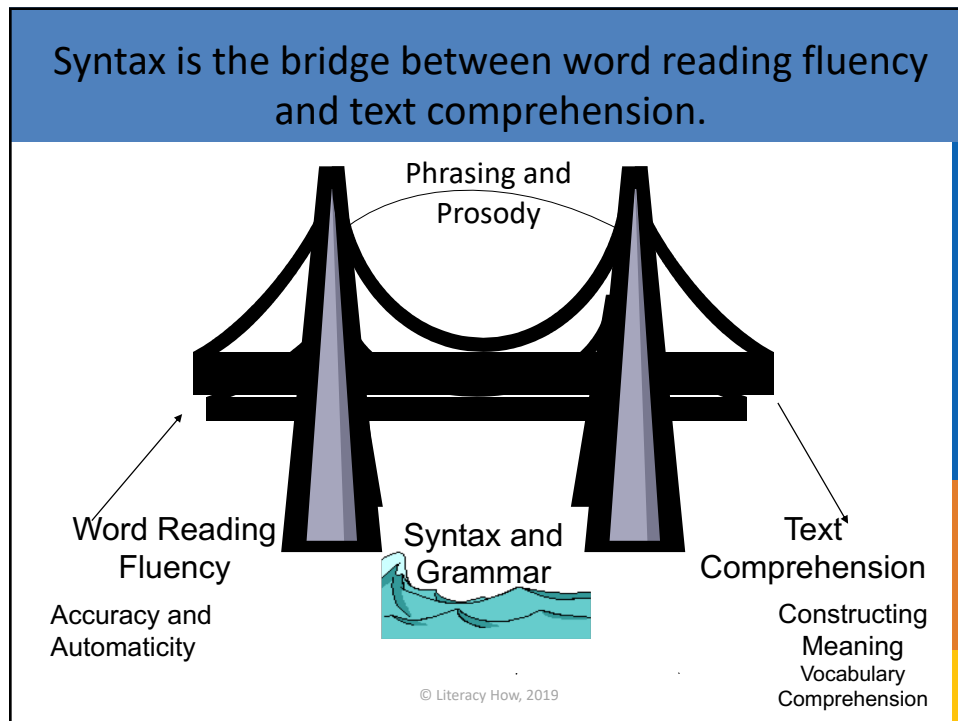 Syntax is the bridge between word reading fluency
and text comprehension.
Phrasing and
Prosody
Word Reading
Fluency
Accuracy and
Automaticity
Syntax and
Grammar
Text
Comprehension
Constructing
Meaning
Vocabulary
Comprehension
© Literacy How, 2019